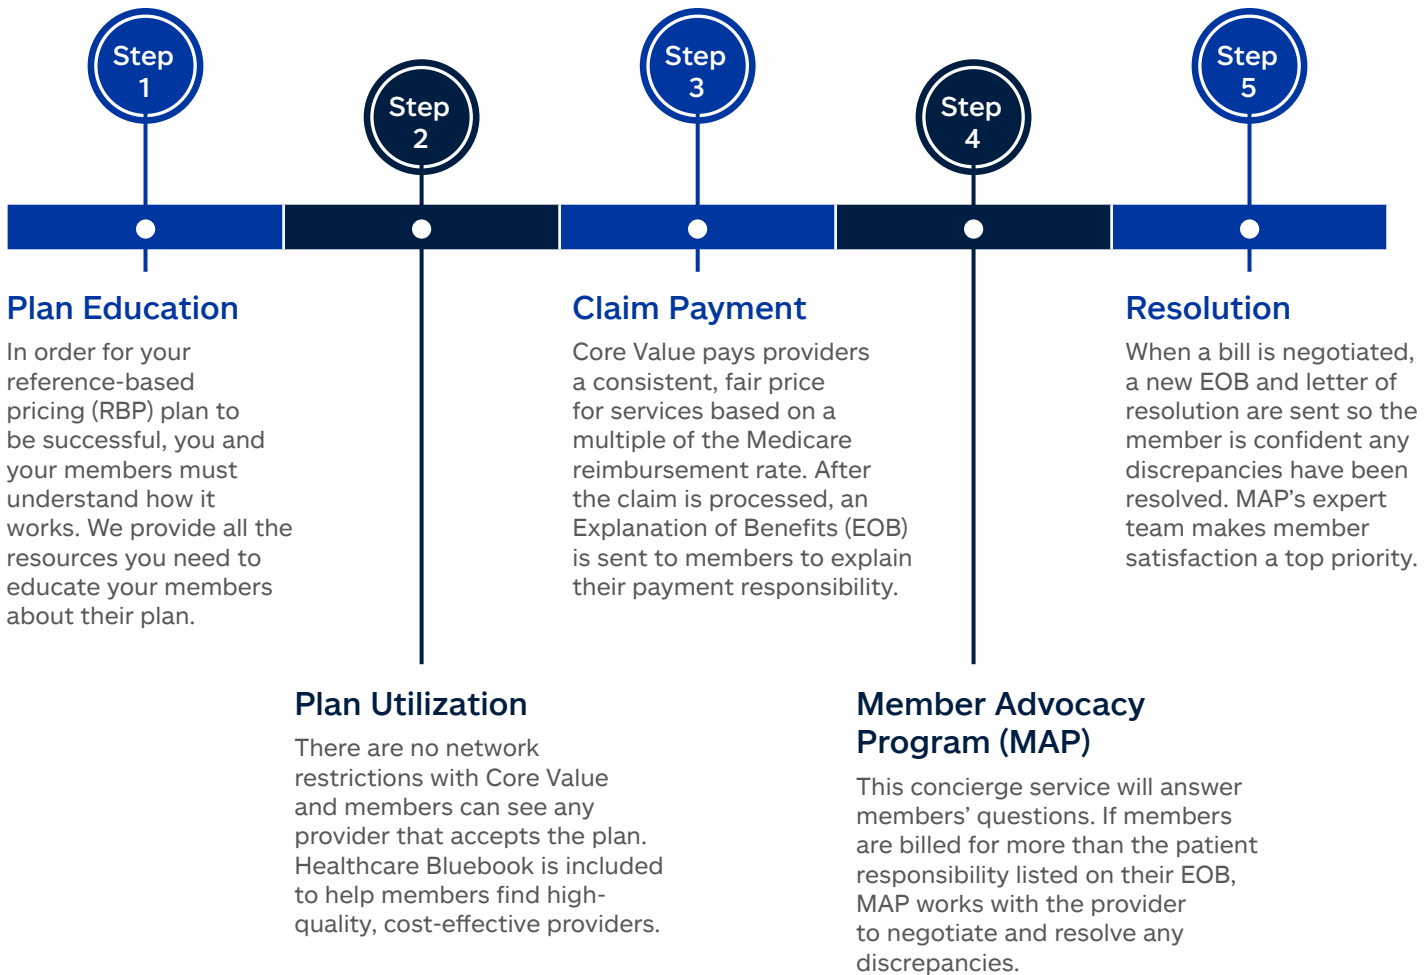 Step
1
Step
2
Step
3
Step
4
Step
5
Plan Education
In order for your
reference-based
pricing (RBP) plan to
be successful, you and
your members must
understand how it
works. We provide all the
resources you need to
educate your members
about their plan.
Plan Utilization
There are no network
restrictions with Core Value
and members can see any
provider that accepts the plan.
Healthcare Bluebook is included
to help members find high-
quality, cost-effective providers.
Claim Payment
Core Value pays providers
a consistent, fair price
for services based on a
multiple of the Medicare
reimbursement rate. After
the claim is processed, an
Explanation of Benefits (EOB)
is sent to members to explain
their payment responsibility.
Member Advocacy
Program (MAP)
This concierge service will answer
members’ questions. If members
are billed for more than the patient
responsibility listed on their EOB,
MAP works with the provider
to negotiate and resolve any
discrepancies.
Resolution
When a bill is negotiated,
a new EOB and letter of
resolution are sent so the
member is confident any
discrepancies have been
resolved. MAP’s expert
team makes member
satisfaction a top priority.